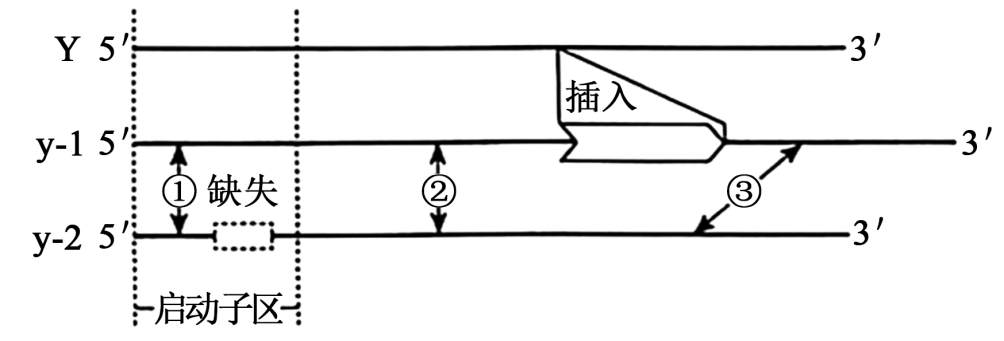 Y 5′ 3′
插入
y-1 5′ 3′
① 缺失 ② ③
y-2 5′ 3′
启动子区